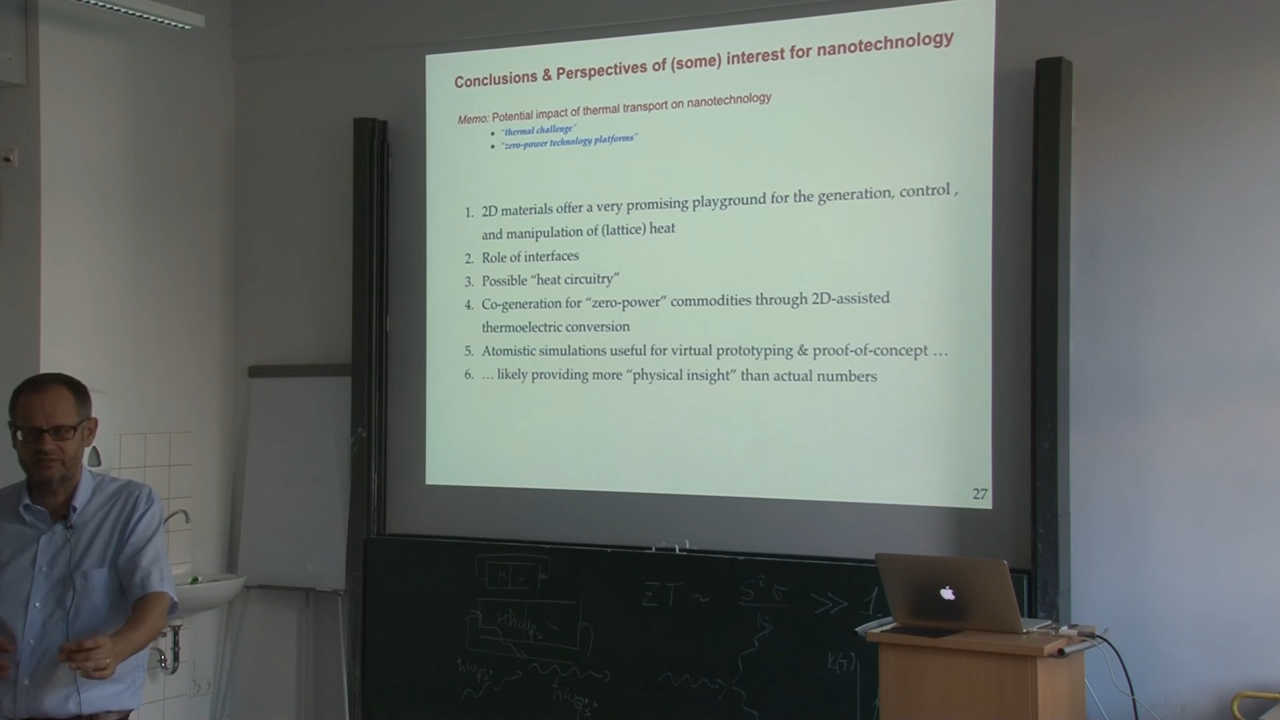 Conclusions & Perspectives of (some) interest for nanotechnology
Memo: Potential impact of thermal transport on nanotechnology
• "thermal challenge"
• "zero-power technology platforms"
1. 2D materials offer a very promising playground for the generation, control ,
and manipulation of (lattice) heat
2. Role of interfaces
3. Possible "heat circuitry"
4. Co-generation for "zero-power" commodities through 2D-assisted
thermoelectric conversion
5. Atomistic simulations useful for virtual prototyping & proof-of-concept …
6. … likely providing more "physical insight" than actual numbers
27
ZT ~ S²σ >> 1
k